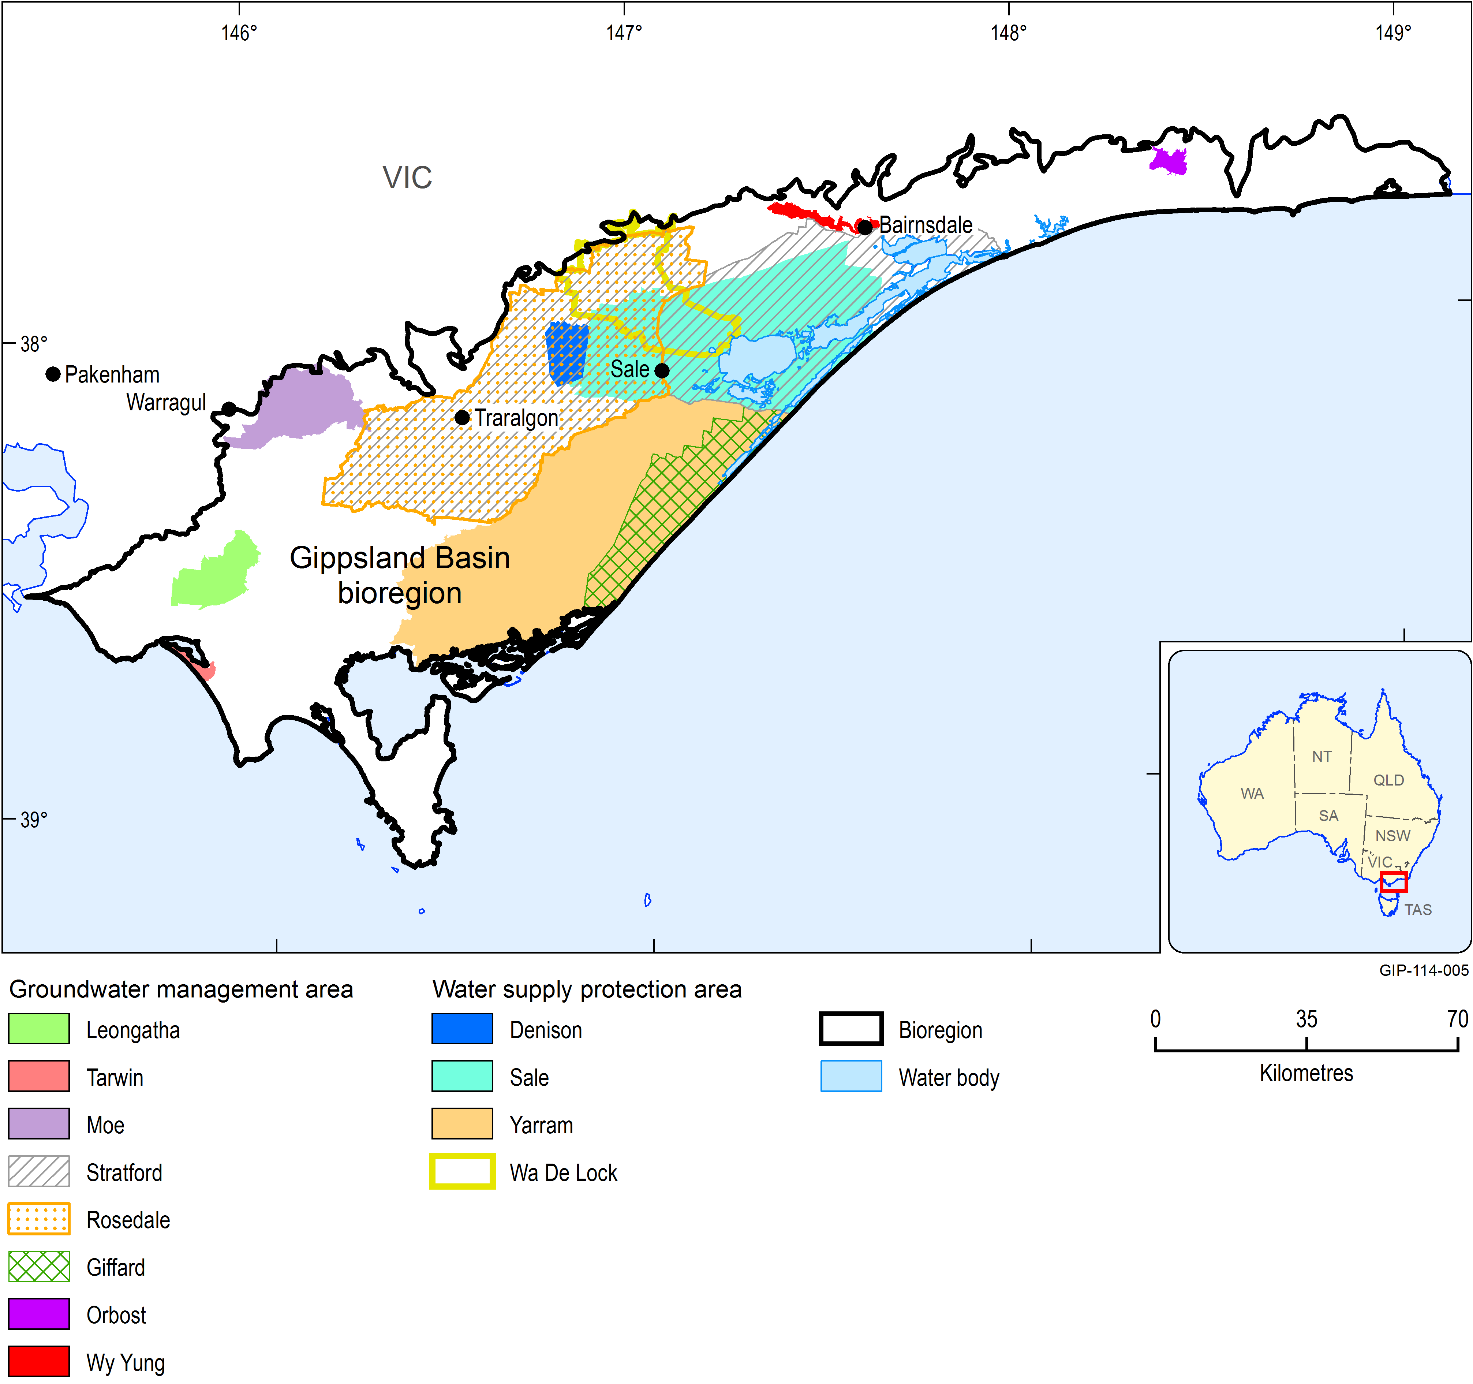 146°
147°
148°
149°
VIC
Bairnsdale
38°
Pakenham
Warragul
Sale
Traralgon
Gippsland Basin
bioregion
39°
NT
WA
QLD
SA
NSW
VIC
TAS
GIP-114-005
Groundwater management area
Leongatha
Tarwin
Moe
Stratford
Rosedale
Giffard
Orbost
Wy Yung
Water supply protection area
Denison
Sale
Yarram
Wa De Lock
Bioregion
Water body
0 35 70
Kilometres